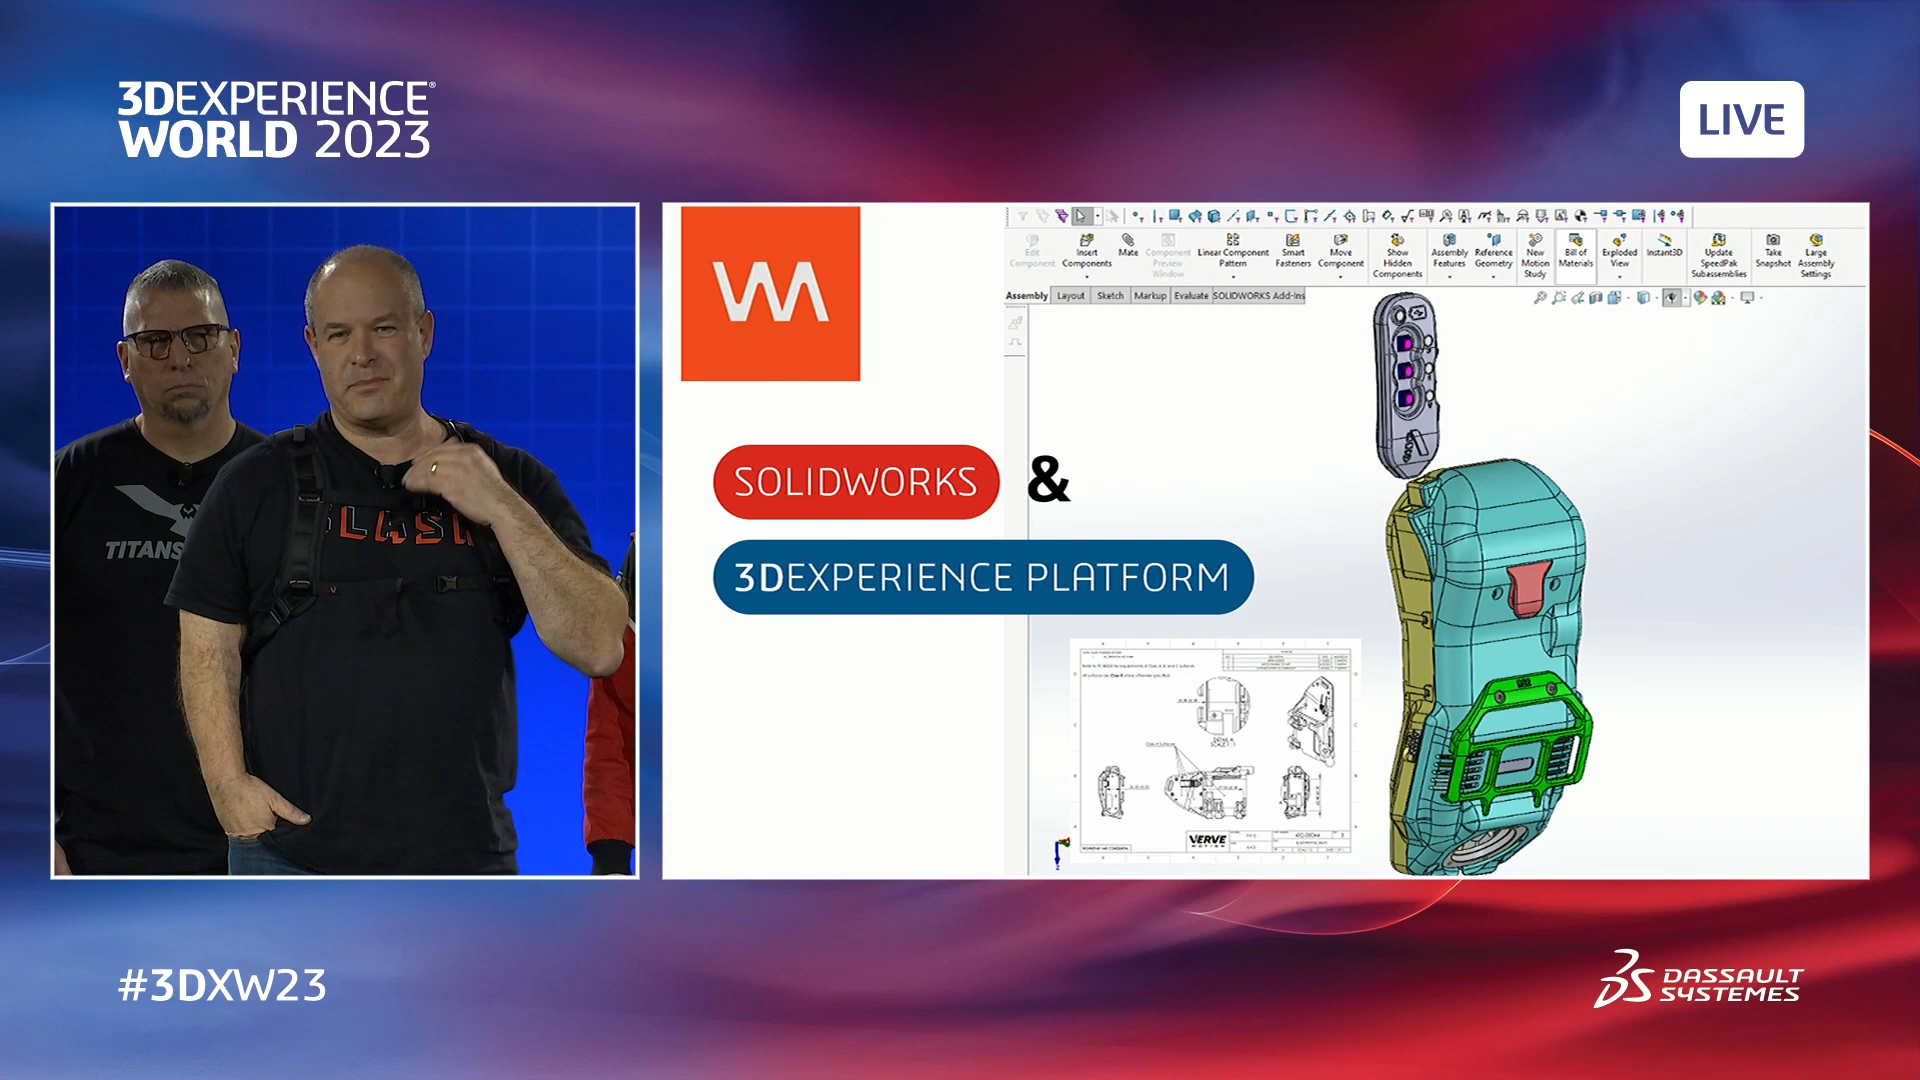 3DEXPERIENCE®
WORLD 2023
LIVE
TITANS
SLASH
SOLIDWORKS
&
3DEXPERIENCE PLATFORM
Edit Component
Insert Components
Mate
Component Preview Window
Linear Component Pattern
Smart Fasteners
Move Component
Show Hidden Components
Assembly Features
Reference Geometry
New Motion Study
Bill of Materials
Exploded View
Instant3D
Update SpeedPak Subassemblies
Take Snapshot
Large Assembly Settings
Assembly Layout Sketch Markup Evaluate SOLIDWORKS Add-Ins
VERVE
MOTION
#3DXW23
DASSAULT
SYSTEMES